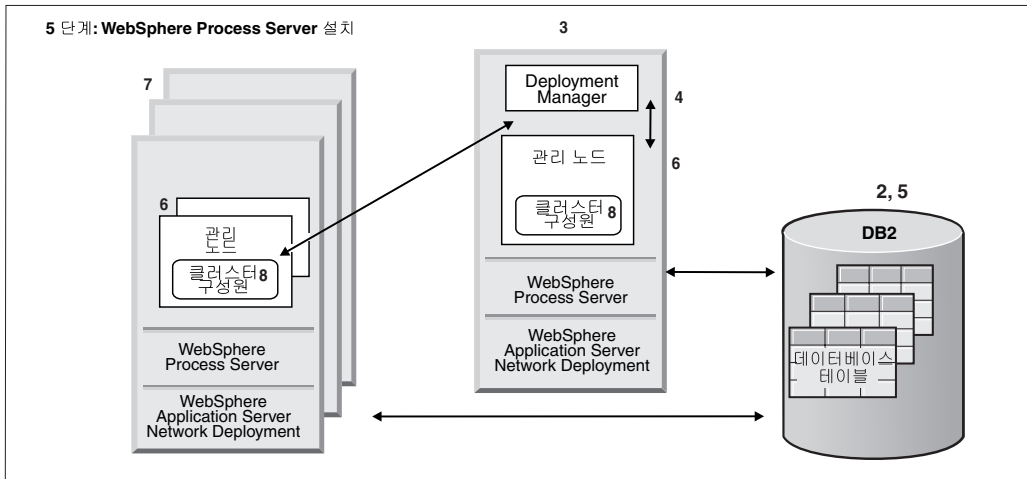 5 단계: WebSphere Process Server 설치
3
7
Deployment
Manager
4
관리 노드
6
클러스터
구성원
8
6
관리
노드
클러스터
구성원
8
2, 5
DB2
데이터베이스
테이블
WebSphere
Process Server
WebSphere
Application Server
Network Deployment
WebSphere
Process Server
WebSphere
Application Server
Network Deployment